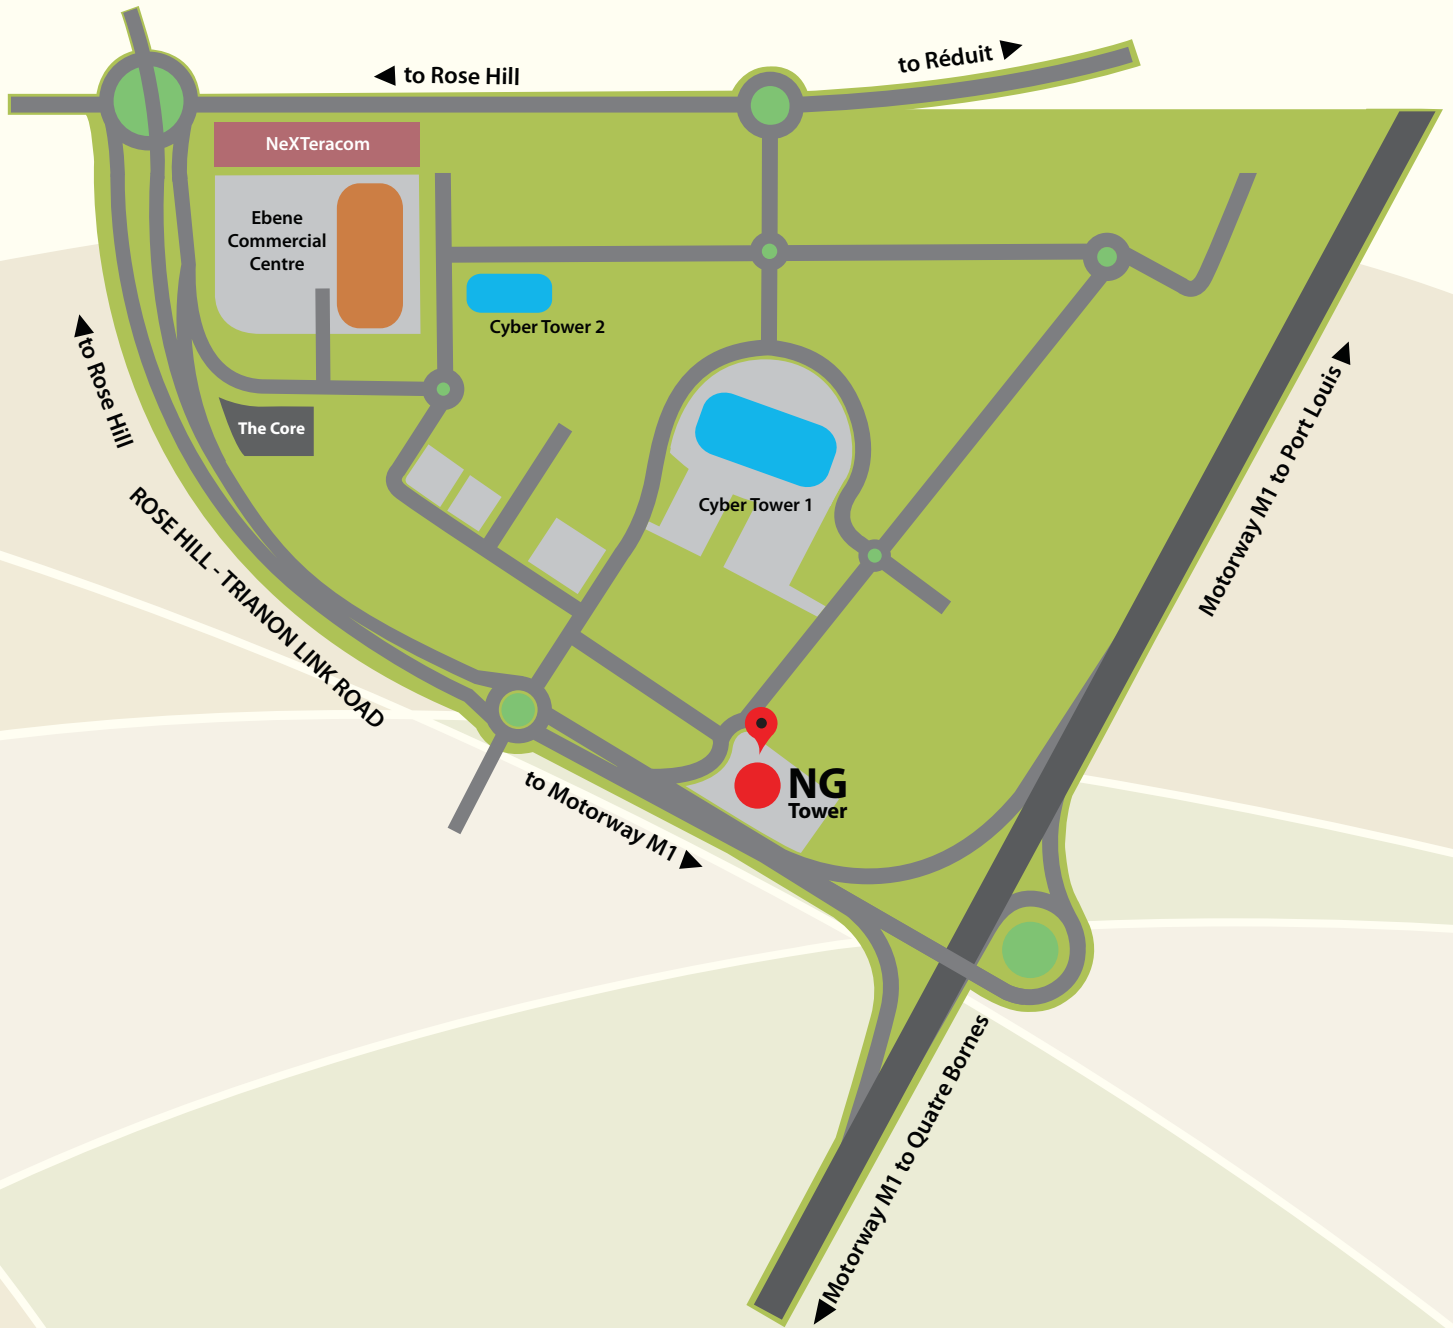 to Rose Hill
to Réduit
NeXTeracom
Ebene
Commercial
Centre
Cyber Tower 2
to Rose Hill
The Core
Cyber Tower 1
Motorway M1 to Port Louis
ROSE HILL - TRIANON LINK ROAD
NG
Tower
to Motorway M1
Motorway M1 to Quatre Bornes